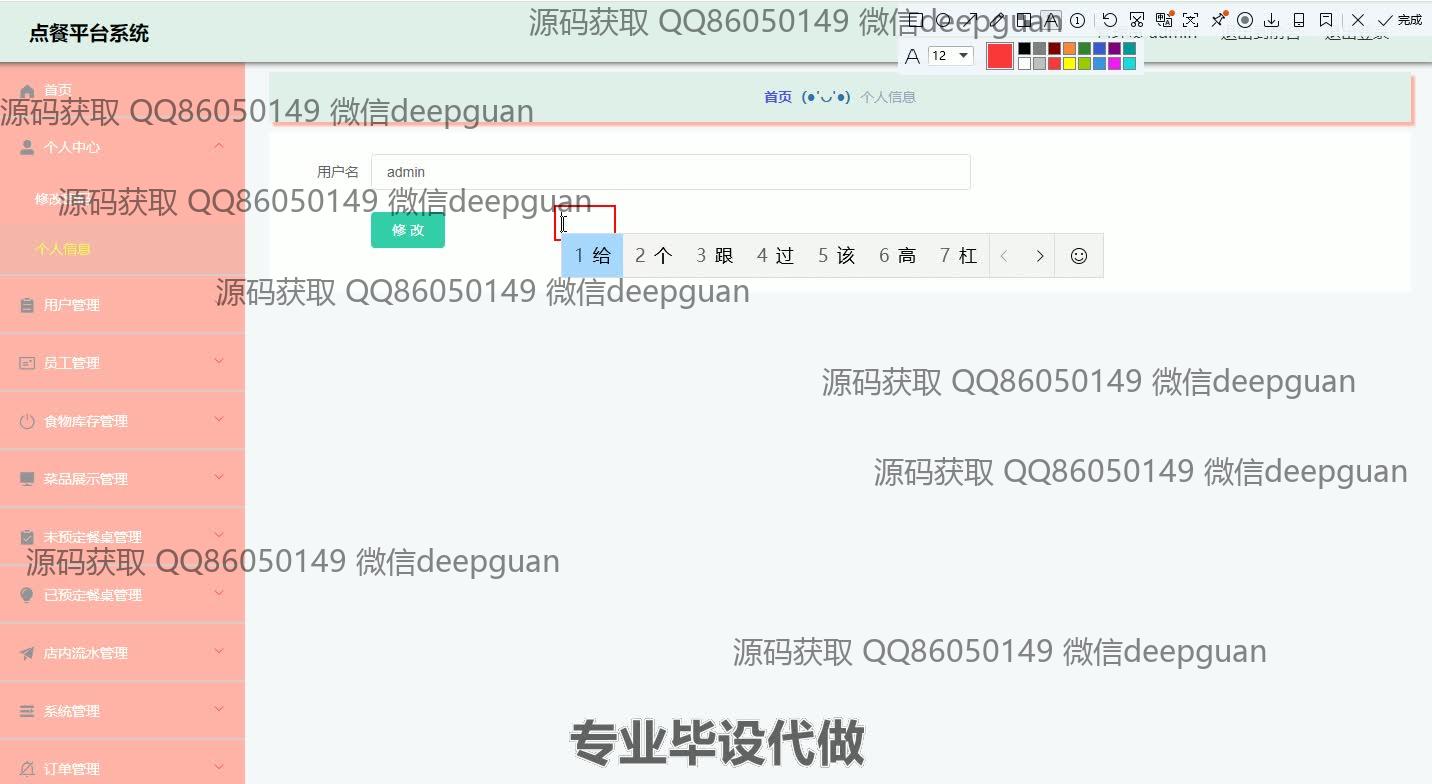 点餐平台系统
源码获取 QQ86050149 微信deepguan
完成
12
首页
首页 (●'◡'●) 个人信息
源码获取 QQ86050149 微信deepguan
个人中心
用户名 admin
源码获取 QQ86050149 微信deepguan
修改
个人信息
1 给 2 个 3 跟 4 过 5 该 6 高 7 杠
源码获取 QQ86050149 微信deepguan
用户管理
员工管理
源码获取 QQ86050149 微信deepguan
食物库存管理
源码获取 QQ86050149 微信deepguan
菜品展示管理
未预定餐桌管理
源码获取 QQ86050149 微信deepguan
已预定餐桌管理
店内流水管理
源码获取 QQ86050149 微信deepguan
系统管理
专业毕设代做
订单管理